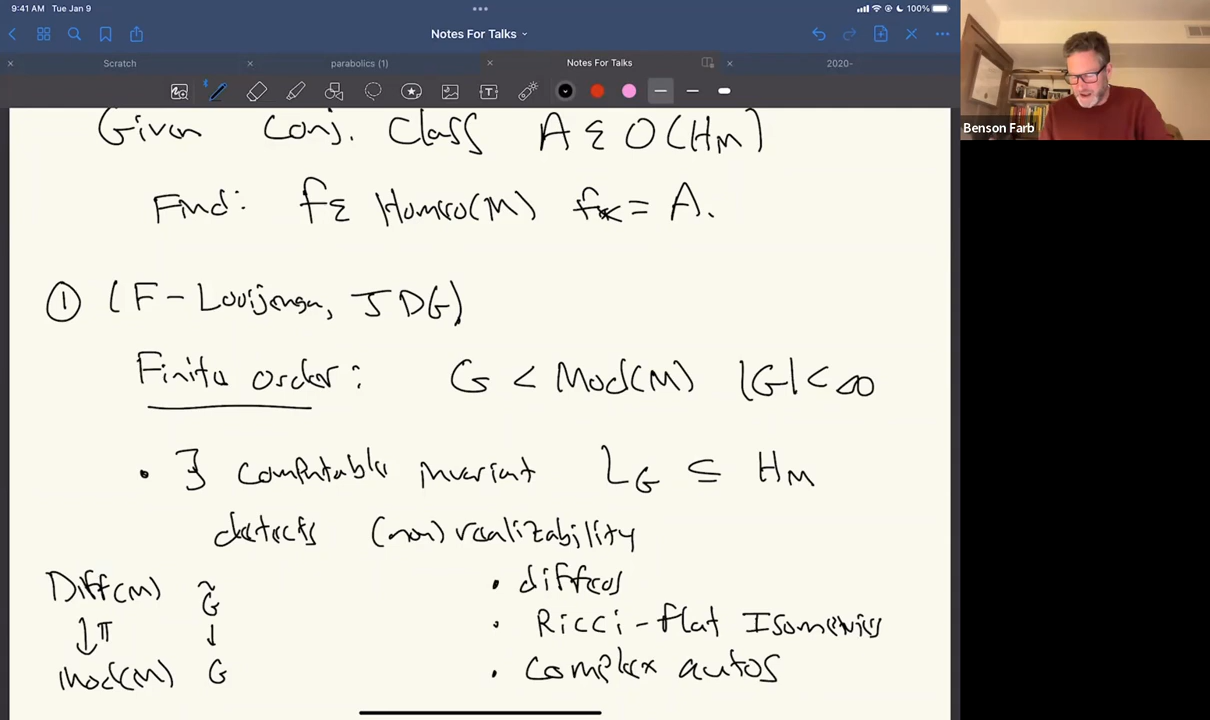 9:41 AM Tue Jan 9
100%
Notes For Talks
Scratch
parabolics (1)
Notes For Talks
2020-
Benson Farb
Given Conj. Class A ∈ O(H_M)
Find: f ∈ Homeo(M) f_* = A.
① (F - Looijenga, JDG)
Finite order: G < Mod(M) |G| < ∞
• ∃ computable invariant L_G ⊆ H_M
detects (non) realizability
Diff(M) G̃ • diffeos
↓π ↓ • Ricci-flat Isometries
Mod(M) G • Complex autos